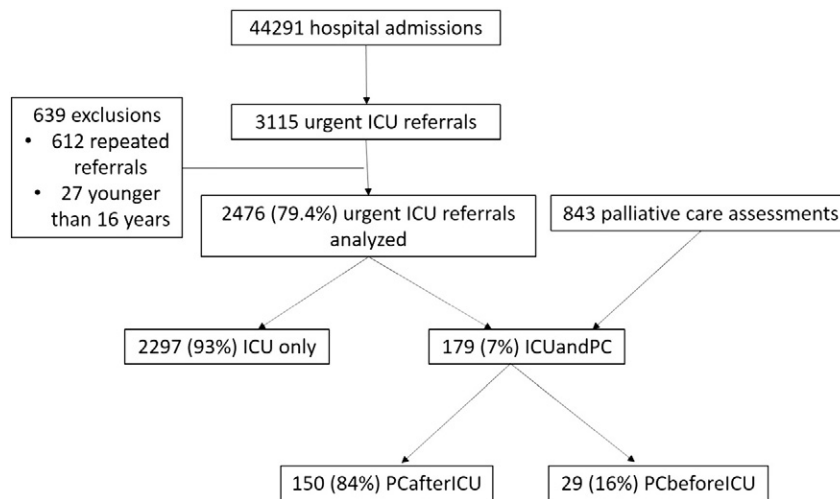 44291 hospital admissions
3115 urgent ICU referrals
639 exclusions
• 612 repeated
referrals
• 27 younger
than 16 years
2476 (79.4%) urgent ICU referrals
analyzed
843 palliative care assessments
2297 (93%) ICU only
179 (7%) ICUandPC
150 (84%) PCafterICU
29 (16%) PCbeforeICU